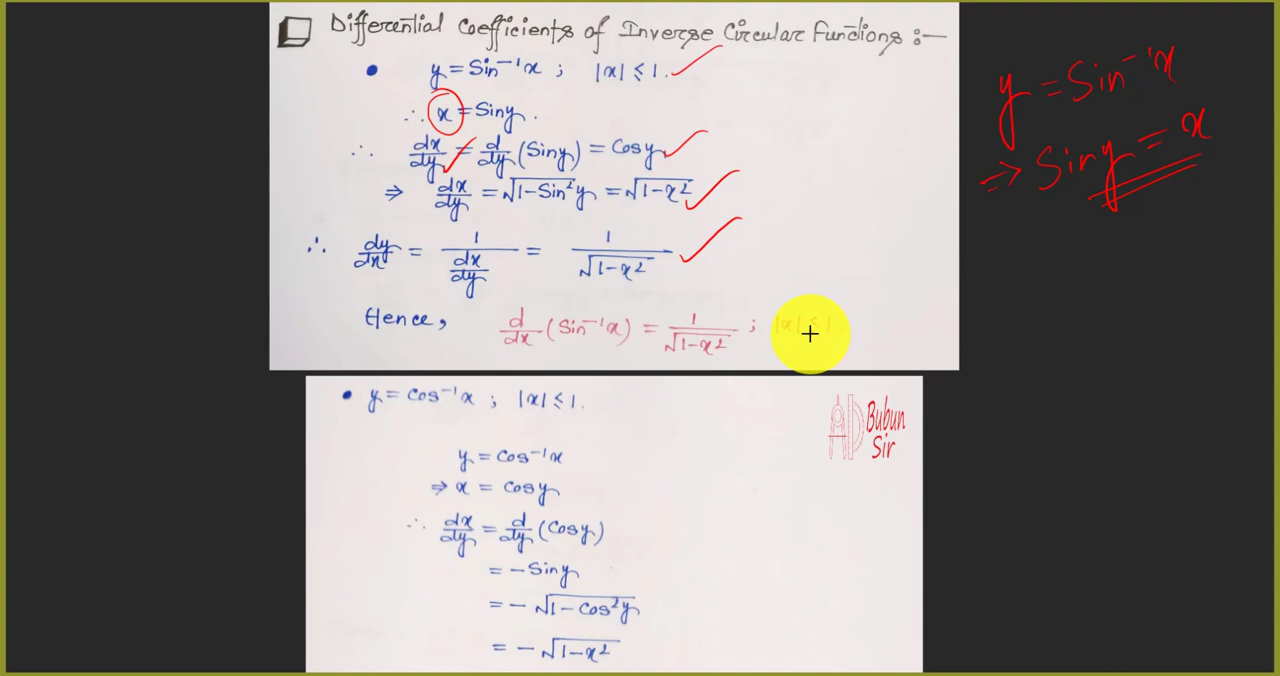 Differential Coefficients of Inverse Circular Functions :—
• y = Sin⁻¹x ; |x| ≤ 1.
∴ x = Siny.
∴ dx/dy = d/dy (Siny) = Cosy
⇒ dx/dy = √(1-Sin²y) = √(1-x²)
∴ dy/dx = 1/(dx/dy) = 1/√(1-x²)
Hence, d/dx (Sin⁻¹x) = 1/√(1-x²) ; |x| ≤ 1.
y = Sin⁻¹x
⇒ Siny = x
• y = Cos⁻¹x ; |x| ≤ 1.
y = Cos⁻¹x
⇒ x = Cosy
∴ dx/dy = d/dy (Cosy)
= -Siny
= -√(1-Cos²y)
= -√(1-x²)
Bubun
Sir